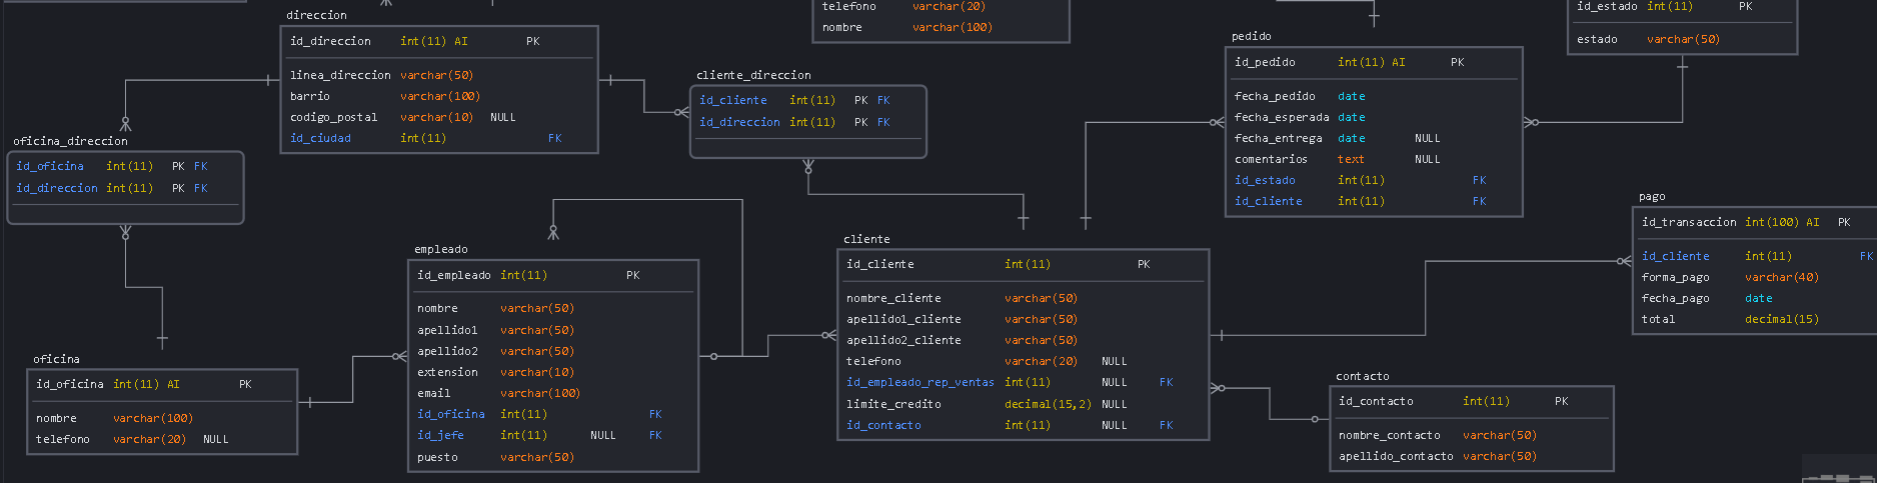 telefono varchar(20)
nombre varchar(100)
id_estado int(11) PK
estado varchar(50)
direccion
id_direccion int(11) AI PK
linea_direccion varchar(50)
barrio varchar(100)
codigo_postal varchar(10) NULL
id_ciudad int(11) FK
cliente_direccion
id_cliente int(11) PK FK
id_direccion int(11) PK FK
pedido
id_pedido int(11) AI PK
fecha_pedido date
fecha_esperada date
fecha_entrega date NULL
comentarios text NULL
id_estado int(11) FK
id_cliente int(11) FK
oficina_direccion
id_oficina int(11) PK FK
id_direccion int(11) PK FK
pago
id_transaccion int(100) AI PK
id_cliente int(11) FK
forma_pago varchar(40)
fecha_pago date
total decimal(15)
empleado
id_empleado int(11) PK
nombre varchar(50)
apellido1 varchar(50)
apellido2 varchar(50)
extension varchar(10)
email varchar(100)
id_oficina int(11) FK
id_jefe int(11) NULL FK
puesto varchar(50)
cliente
id_cliente int(11) PK
nombre_cliente varchar(50)
apellido1_cliente varchar(50)
apellido2_cliente varchar(50)
telefono varchar(20) NULL
id_empleado_rep_ventas int(11) NULL FK
limite_credito decimal(15,2) NULL
id_contacto int(11) NULL FK
oficina
id_oficina int(11) AI PK
nombre varchar(100)
telefono varchar(20) NULL
contacto
id_contacto int(11) PK
nombre_contacto varchar(50)
apellido_contacto varchar(50)